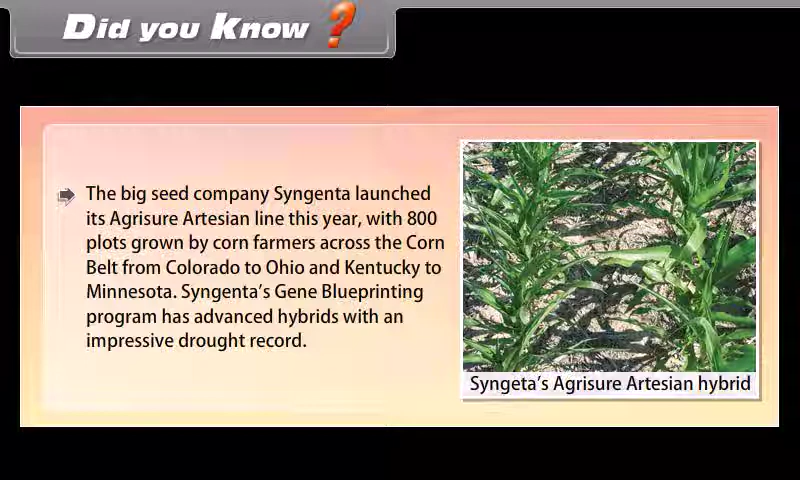 Did you Know ?
The big seed company Syngenta launched
its Agrisure Artesian line this year, with 800
plots grown by corn farmers across the Corn
Belt from Colorado to Ohio and Kentucky to
Minnesota. Syngenta's Gene Blueprinting
program has advanced hybrids with an
impressive drought record.
Syngeta's Agrisure Artesian hybrid